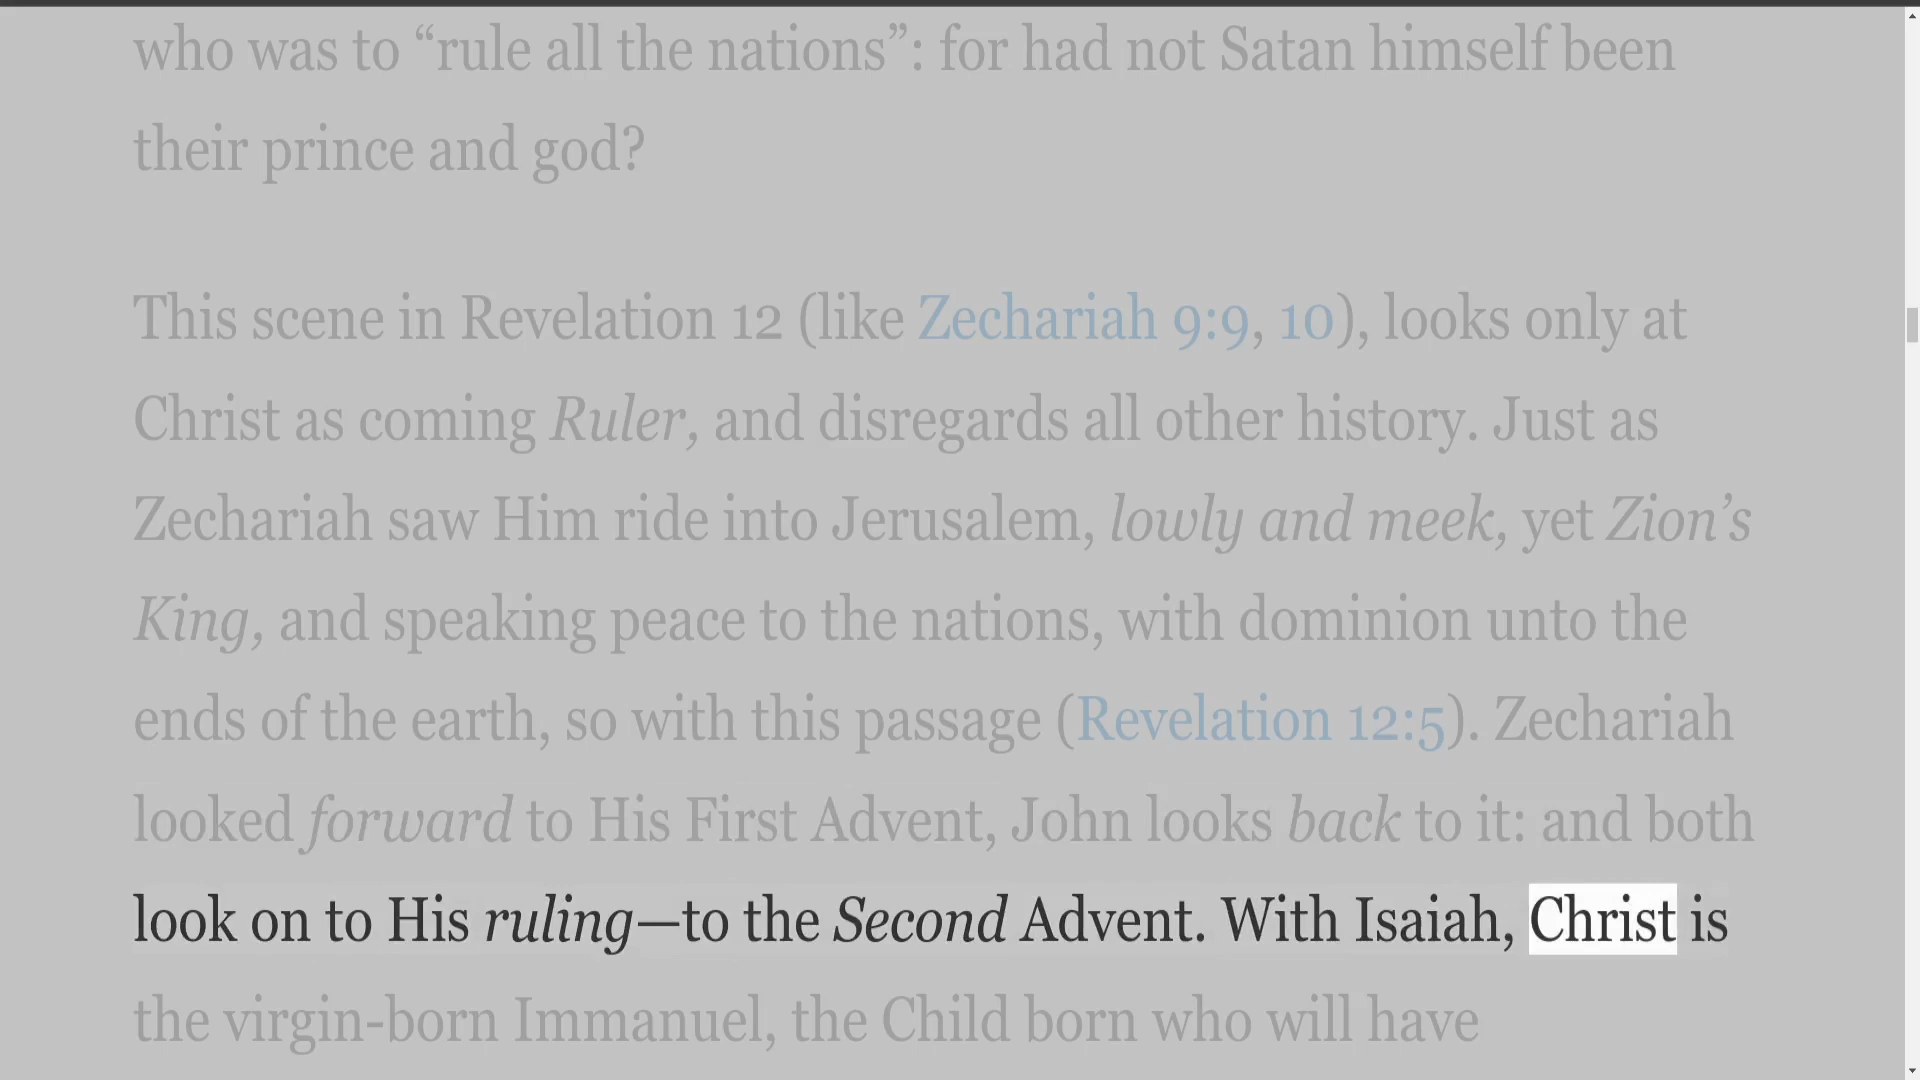 who was to “rule all the nations”: for had not Satan himself been
their prince and god?
This scene in Revelation 12 (like Zechariah 9:9, 10), looks only at
Christ as coming Ruler, and disregards all other history. Just as
Zechariah saw Him ride into Jerusalem, lowly and meek, yet Zion’s
King, and speaking peace to the nations, with dominion unto the
ends of the earth, so with this passage (Revelation 12:5). Zechariah
looked forward to His First Advent, John looks back to it: and both
look on to His ruling—to the Second Advent. With Isaiah, Christ is
the virgin-born Immanuel, the Child born who will have